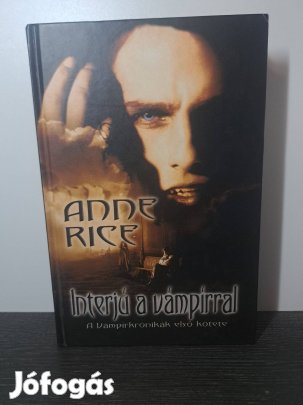 ANNE
RICE
Interjú a vámpírral
A Vámpírkrónikák első kötete
Jófogás